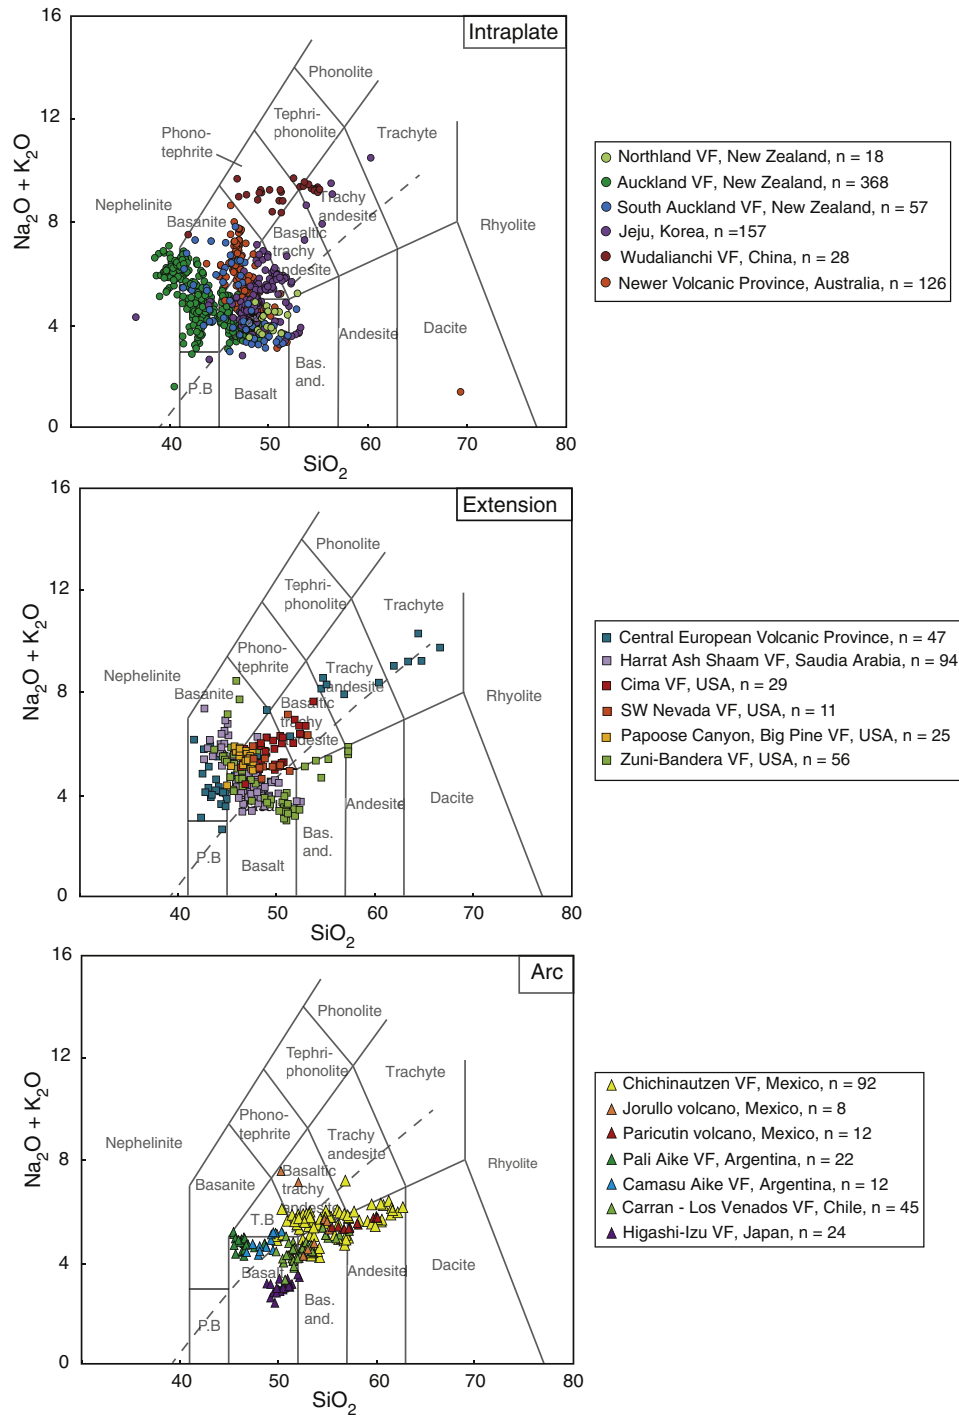 Intraplate
16
12
8
4
0
Na2O + K2O
Phonolite
Tephri-
phonolite
Trachyte
Phono-
tephrite
Nephelinite
Basanite
Trachy
andesite
Rhyolite
Basaltic
trachy
andesite
Andesite
Dacite
P.B
Basalt
Bas.
and.
40
50
60
70
80
SiO2
Northland VF, New Zealand, n = 18
Auckland VF, New Zealand, n = 368
South Auckland VF, New Zealand, n = 57
Jeju, Korea, n =157
Wudalianchi VF, China, n = 28
Newer Volcanic Province, Australia, n = 126
Extension
16
12
8
4
0
Na2O + K2O
Phonolite
Tephri-
phonolite
Trachyte
Phono-
tephrite
Nephelinite
Basanite
Trachy
andesite
Rhyolite
Basaltic
trachy
andesite
Andesite
Dacite
P.B
Basalt
Bas.
and.
40
50
60
70
80
SiO2
Central European Volcanic Province, n = 47
Harrat Ash Shaam VF, Saudia Arabia, n = 94
Cima VF, USA, n = 29
SW Nevada VF, USA, n = 11
Papoose Canyon, Big Pine VF, USA, n = 25
Zuni-Bandera VF, USA, n = 56
Arc
16
12
8
4
0
Na2O + K2O
Phonolite
Tephri-
phonolite
Trachyte
Phono-
tephrite
Nephelinite
Trachy
andesite
Rhyolite
Basanite
Basaltic
trachy
andesite
T.B
Basalt
Andesite
Dacite
P.B
Bas.
and.
40
50
60
70
80
SiO2
Chichinautzen VF, Mexico, n = 92
Jorullo volcano, Mexico, n = 8
Paricutin volcano, Mexico, n = 12
Pali Aike VF, Argentina, n = 22
Camasu Aike VF, Argentina, n = 12
Carran - Los Venados VF, Chile, n = 45
Higashi-Izu VF, Japan, n = 24